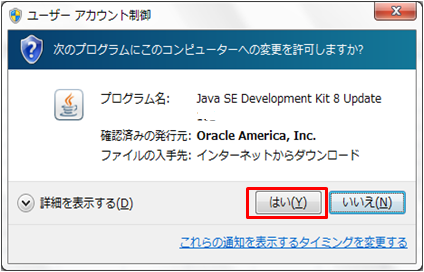 ユーザー アカウント制御
次のプログラムにこのコンピューターへの変更を許可しますか?
プログラム名: Java SE Development Kit 8 Update
確認済みの発行元: Oracle America, Inc.
ファイルの入手先: インターネットからダウンロード
詳細を表示する(D)
はい(Y)
いいえ(N)
これらの通知を表示するタイミングを変更する